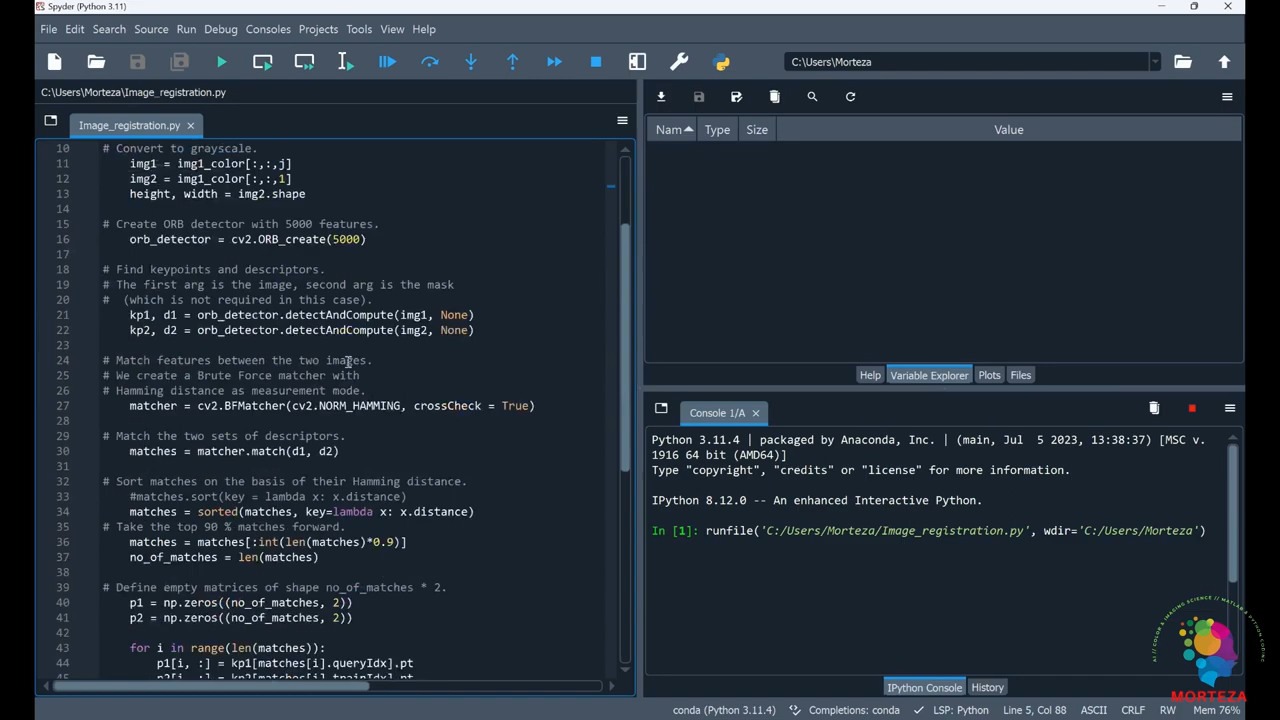 Spyder (Python 3.11)
File Edit Search Source Run Debug Consoles Projects Tools View Help
C:\Users\Morteza
C:\Users\Morteza\Image_registration.py
Image_registration.py
10 # Convert to grayscale.
11 img1 = img1_color[:,:,j]
12 img2 = img1_color[:,:,1]
13 height, width = img2.shape
14
15 # Create ORB detector with 5000 features.
16 orb_detector = cv2.ORB_create(5000)
17
18 # Find keypoints and descriptors.
19 # The first arg is the image, second arg is the mask
20 #  (which is not required in this case).
21 kp1, d1 = orb_detector.detectAndCompute(img1, None)
22 kp2, d2 = orb_detector.detectAndCompute(img2, None)
23
24 # Match features between the two images.
25 # We create a Brute Force matcher with
26 # Hamming distance as measurement mode.
27 matcher = cv2.BFMatcher(cv2.NORM_HAMMING, crossCheck = True)
28
29 # Match the two sets of descriptors.
30 matches = matcher.match(d1, d2)
31
32 # Sort matches on the basis of their Hamming distance.
33 #matches.sort(key = lambda x: x.distance)
34 matches = sorted(matches, key=lambda x: x.distance)
35 # Take the top 90 % matches forward.
36 matches = matches[:int(len(matches)*0.9)]
37 no_of_matches = len(matches)
38
39 # Define empty matrices of shape no_of_matches * 2.
40 p1 = np.zeros((no_of_matches, 2))
41 p2 = np.zeros((no_of_matches, 2))
42
43 for i in range(len(matches)):
44 p1[i, :] = kp1[matches[i].queryIdx].pt
45 p2[i, :] = kp2[matches[i].trainIdx].pt
Nam Type Size Value
Help Variable Explorer Plots Files
Console 1/A
Python 3.11.4 | packaged by Anaconda, Inc. | (main, Jul  5 2023, 13:38:37) [MSC v.
1916 64 bit (AMD64)]
Type "copyright", "credits" or "license" for more information.
IPython 8.12.0 -- An enhanced Interactive Python.
In [1]: runfile('C:/Users/Morteza/Image_registration.py', wdir='C:/Users/Morteza')
AI // COLOR & IMAGING SCIENCE // MATLAB & PYTHON CODING
MORTEZA
IPython Console History
conda (Python 3.11.4) Completions: conda LSP: Python Line 5, Col 88 ASCII CRLF RW Mem 76%